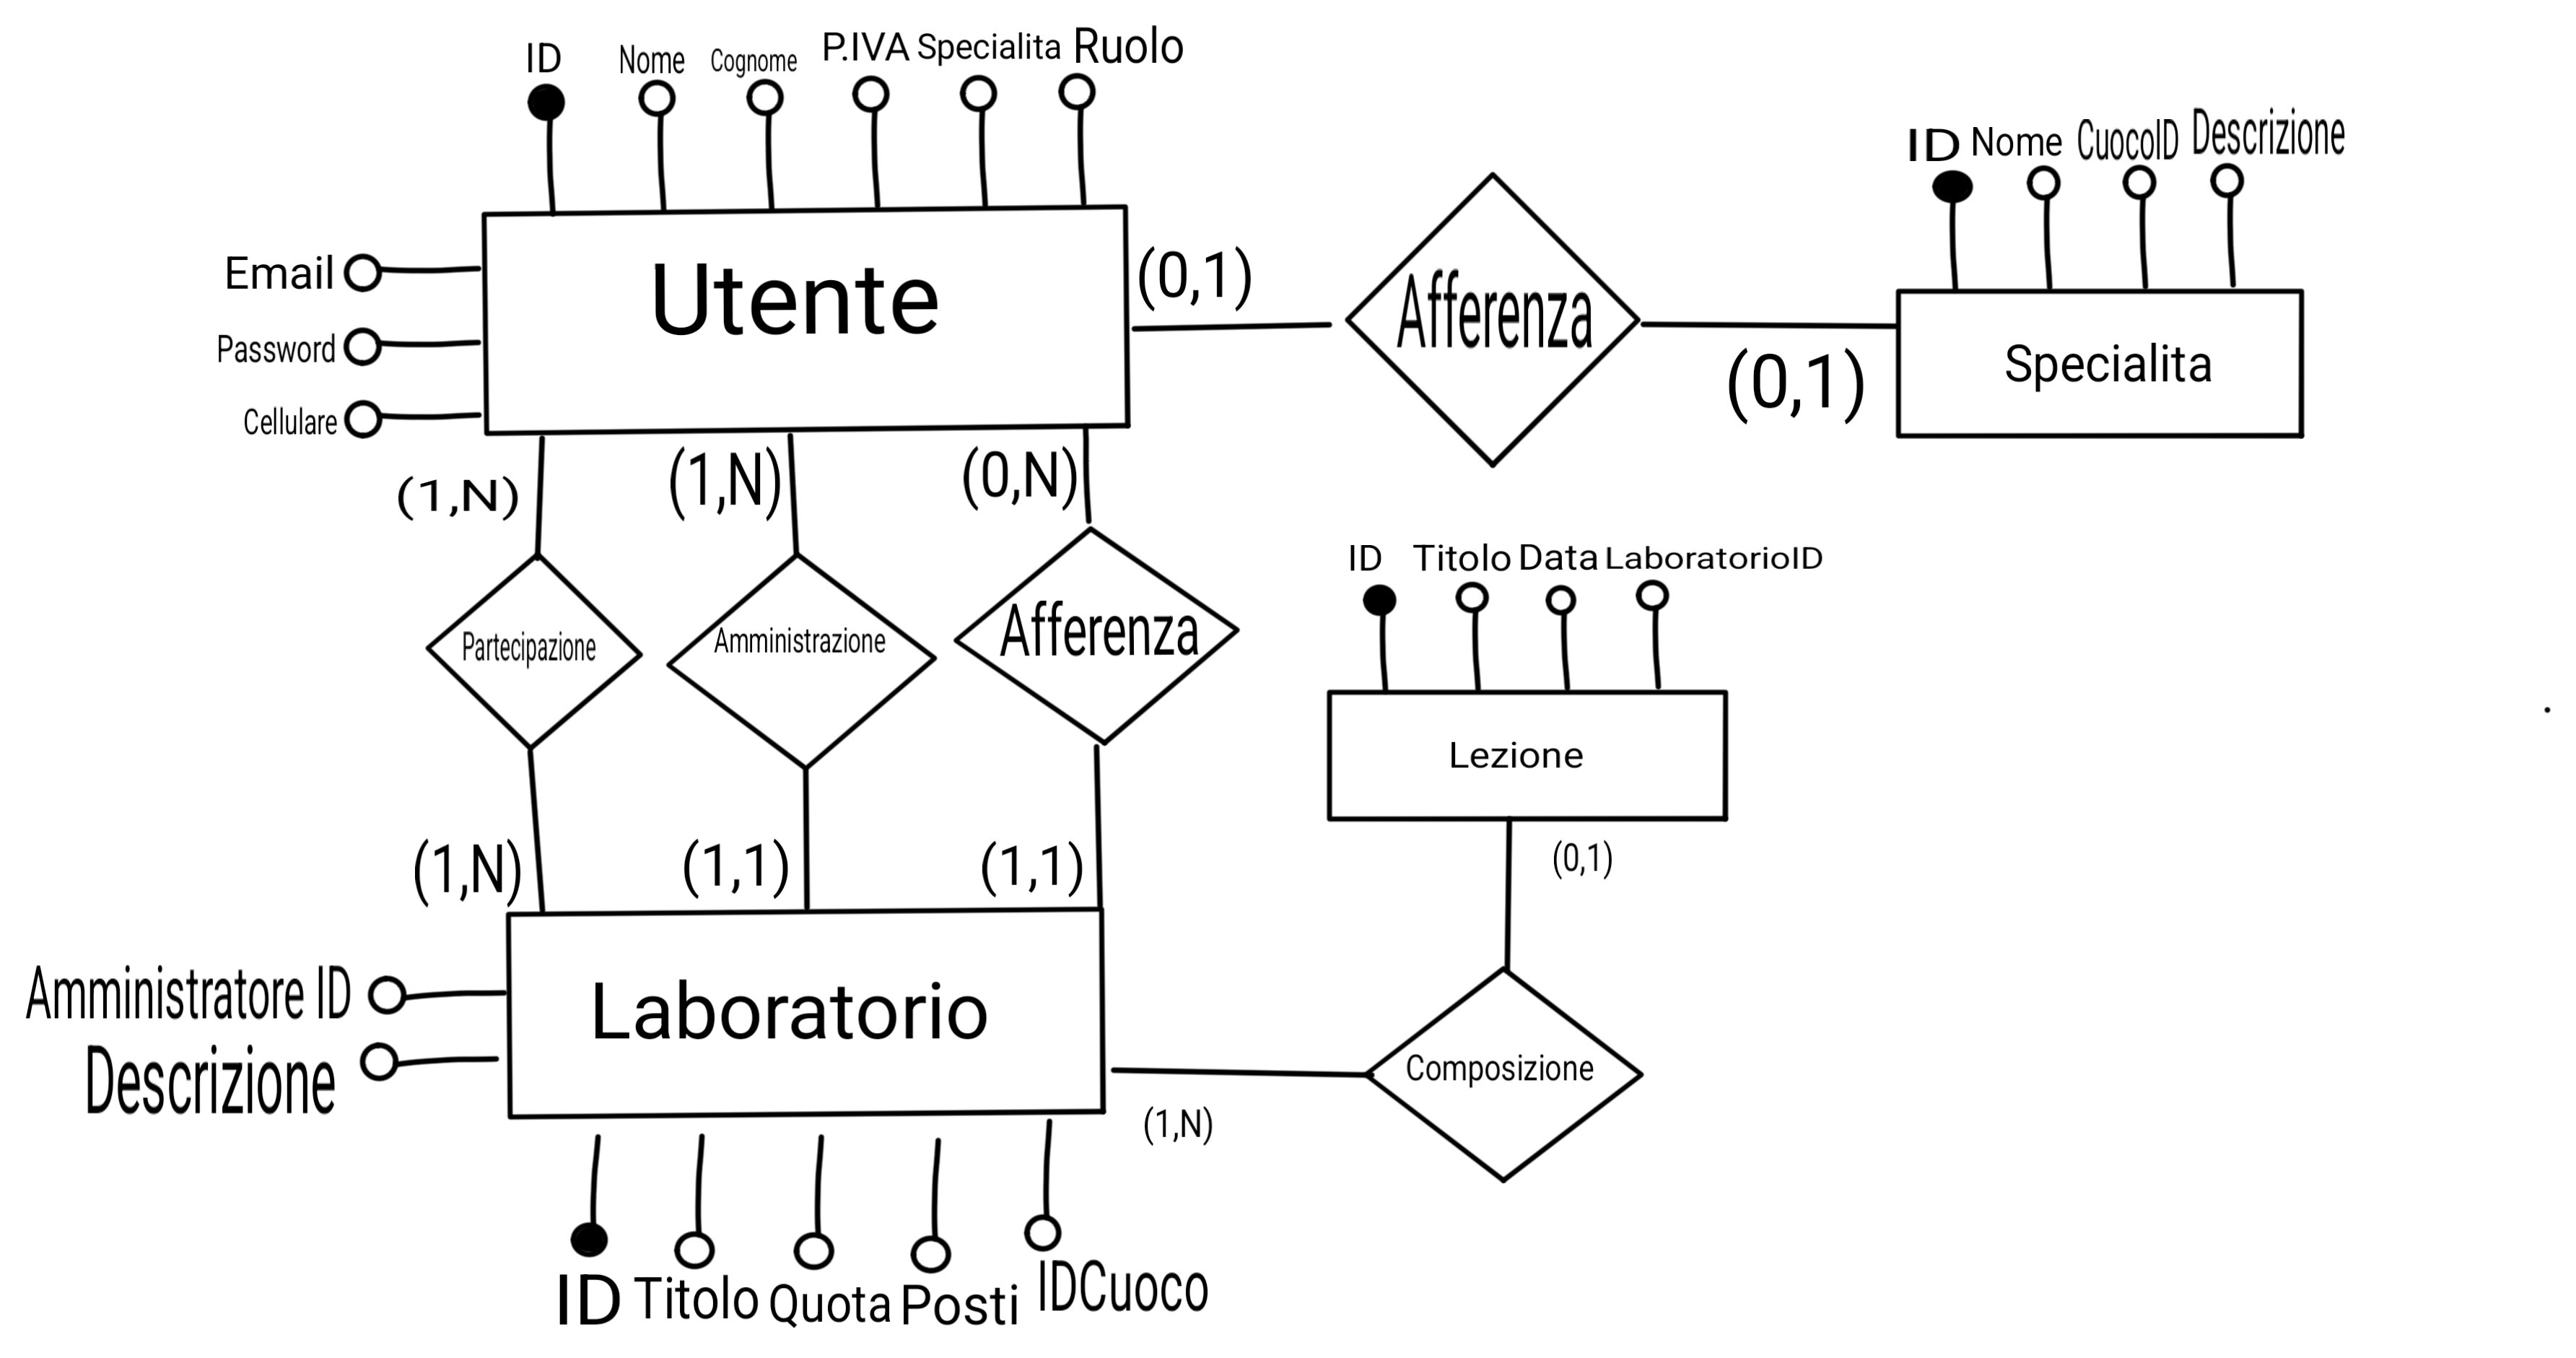 ID Nome Cognome P.IVA Specialita Ruolo
Email
Password
Cellulare
Utente
(0,1)
Afferenza
(0,1)
ID Nome CuocoID Descrizione
Specialita
(1,N) (1,N) (0,N)
Partecipazione Amministrazione Afferenza
(1,N) (1,1) (1,1)
ID Titolo Data LaboratorioID
Lezione
(0,1)
Composizione
(1,N)
Amministratore ID
Descrizione
Laboratorio
ID Titolo Quota Posti IDCuoco